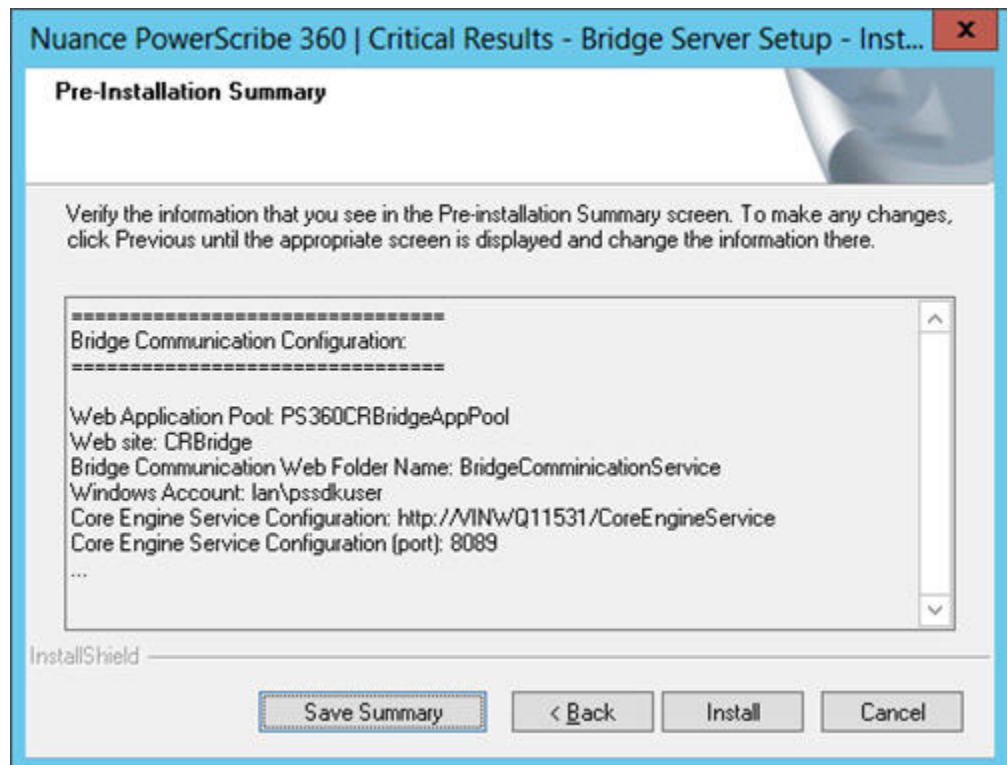 Nuance PowerScribe 360 | Critical Results - Bridge Server Setup - Inst...
x
Pre-Installation Summary
Verify the information that you see in the Pre-installation Summary screen. To make any changes,
click Previous until the appropriate screen is displayed and change the information there.
================================
Bridge Communication Configuration:
================================
Web Application Pool: PS360CRBridgeAppPool
Web site: CRBridge
Bridge Communication Web Folder Name: BridgeComminicationService
Windows Account: lan\pssdkuser
Core Engine Service Configuration: http://VINWQ11531/CoreEngineService
Core Engine Service Configuration (port): 8089
...
InstallShield
Save Summary
< Back
Install
Cancel